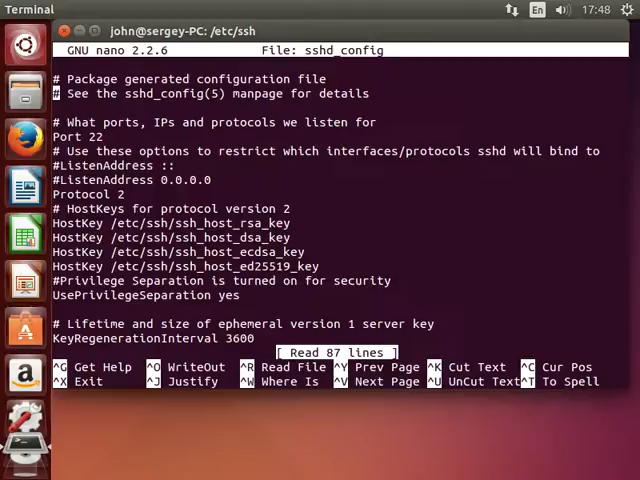 Terminal
En
17:48
john@sergey-PC: /etc/ssh
GNU nano 2.2.6 File: sshd_config
# Package generated configuration file
# See the sshd_config(5) manpage for details
# What ports, IPs and protocols we listen for
Port 22
# Use these options to restrict which interfaces/protocols sshd will bind to
#ListenAddress ::
#ListenAddress 0.0.0.0
Protocol 2
# HostKeys for protocol version 2
HostKey /etc/ssh/ssh_host_rsa_key
HostKey /etc/ssh/ssh_host_dsa_key
HostKey /etc/ssh/ssh_host_ecdsa_key
HostKey /etc/ssh/ssh_host_ed25519_key
#Privilege Separation is turned on for security
UsePrivilegeSeparation yes
# Lifetime and size of ephemeral version 1 server key
KeyRegenerationInterval 3600
[ Read 87 lines ]
^G Get Help ^O WriteOut ^R Read File ^Y Prev Page ^K Cut Text ^C Cur Pos
^X Exit ^J Justify ^W Where Is ^V Next Page ^U UnCut Text ^T To Spell
a